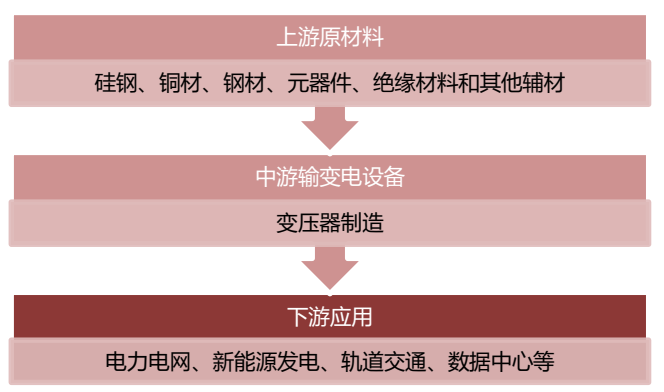 上游原材料
硅钢、铜材、钢材、元器件、绝缘材料和其他辅材
中游输变电设备
变压器制造
下游应用
电力电网、新能源发电、轨道交通、数据中心等